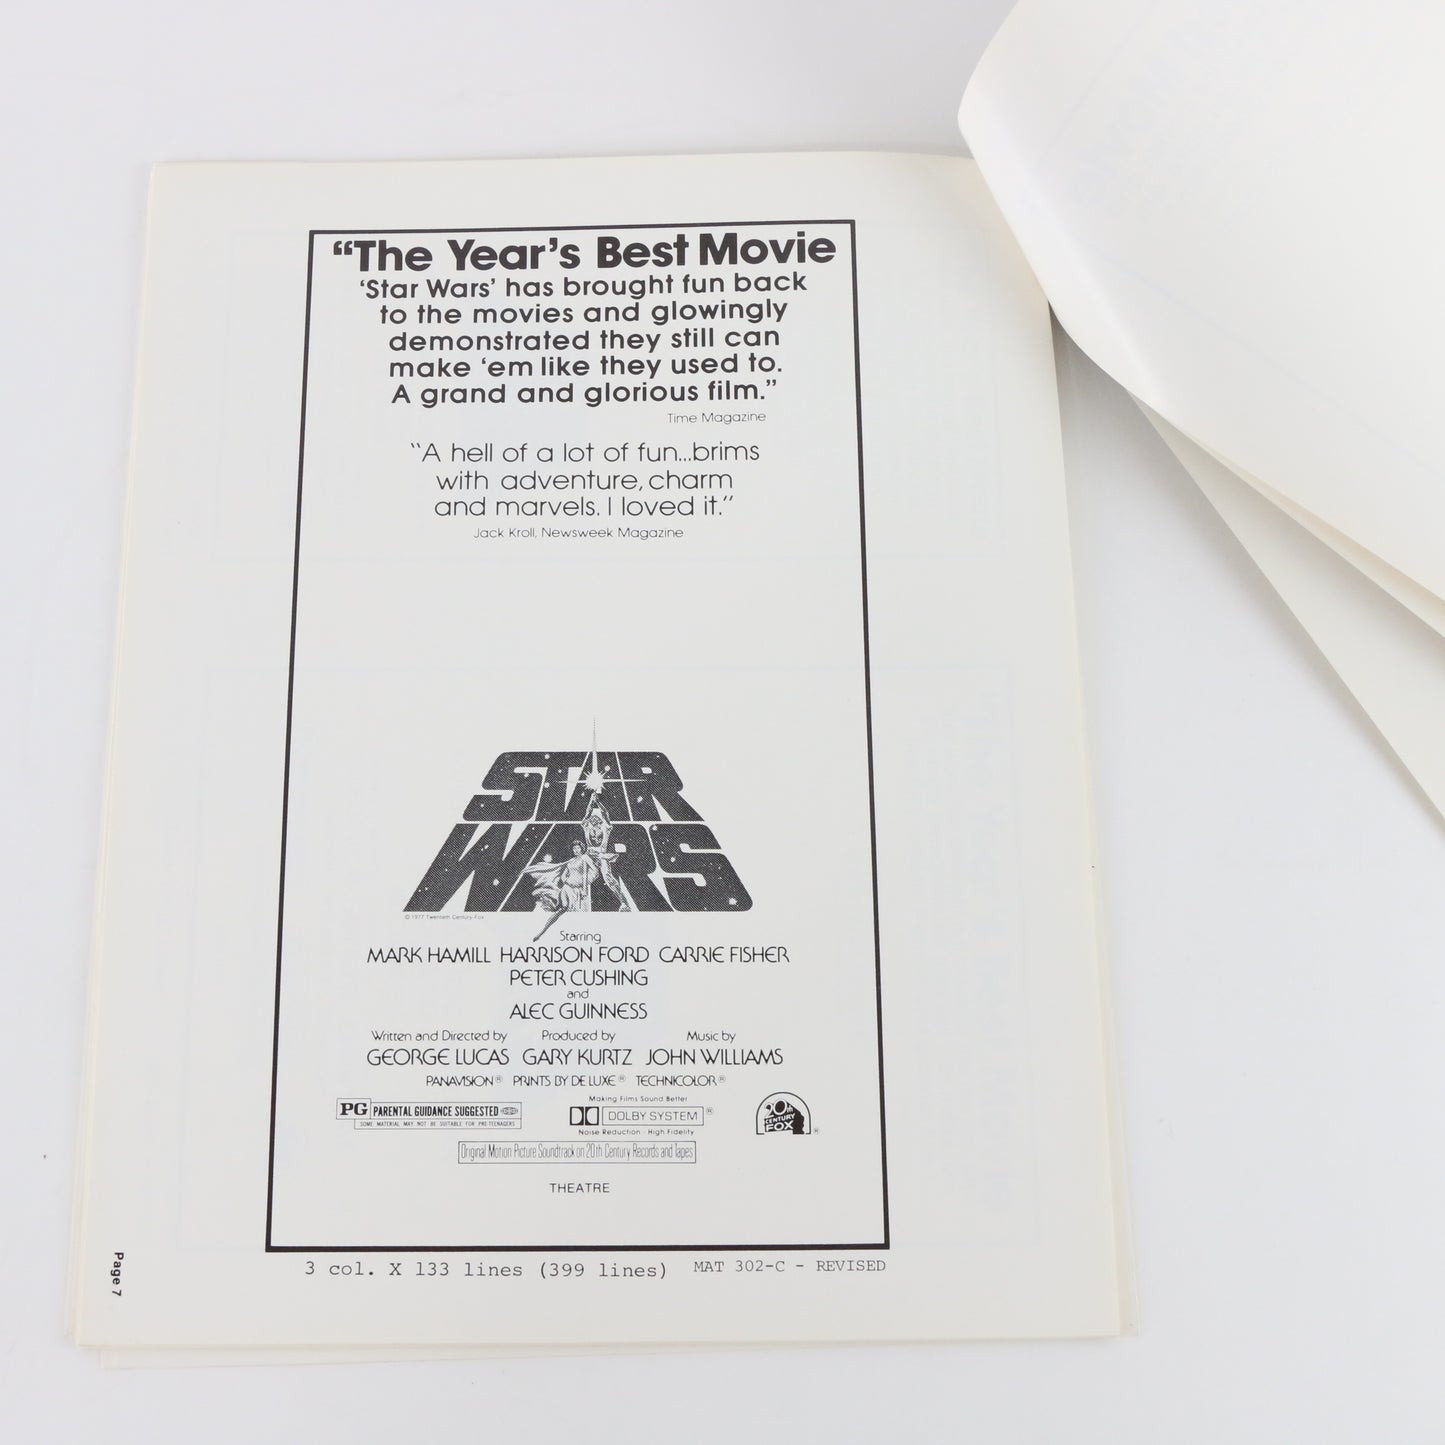 “The Year's Best Movie
‘Star Wars’ has brought fun back
to the movies and glowingly
demonstrated they still can
make ‘em like they used to.
A grand and glorious film.”
Time Magazine
“A hell of a lot of fun...brims
with adventure, charm
and marvels. I loved it.”
Jack Kroll, Newsweek Magazine
STAR
WARS
© 1977 Twentieth Century-Fox
Starring
MARK HAMILL HARRISON FORD CARRIE FISHER
PETER CUSHING
and
ALEC GUINNESS
Written and Directed by Produced by Music by
GEORGE LUCAS GARY KURTZ JOHN WILLIAMS
PANAVISION® PRINTS BY DE LUXE® TECHNICOLOR®
PG PARENTAL GUIDANCE SUGGESTED
SOME MATERIAL MAY NOT BE SUITABLE FOR PRE-TEENAGERS
Making Films Sound Better
DOLBY SYSTEM ®
Noise Reduction · High Fidelity
20th
CENTURY
FOX ®
Original Motion Picture Soundtrack on 20th Century Records and Tapes
THEATRE
3 col. X 133 lines (399 lines) MAT 302-C - REVISED
Page 7